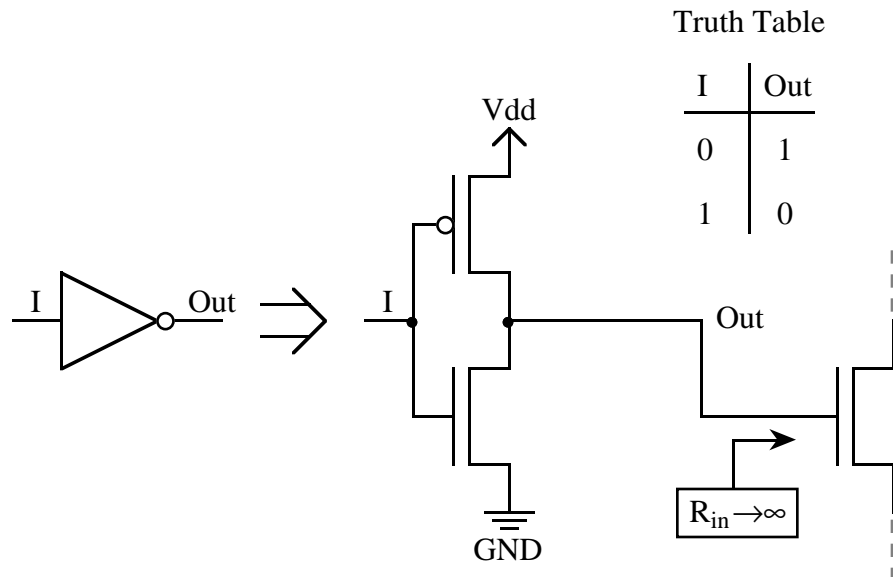 Truth Table
I Out
0 1
1 0
Vdd
I
Out
I
Out
R_in→∞
GND